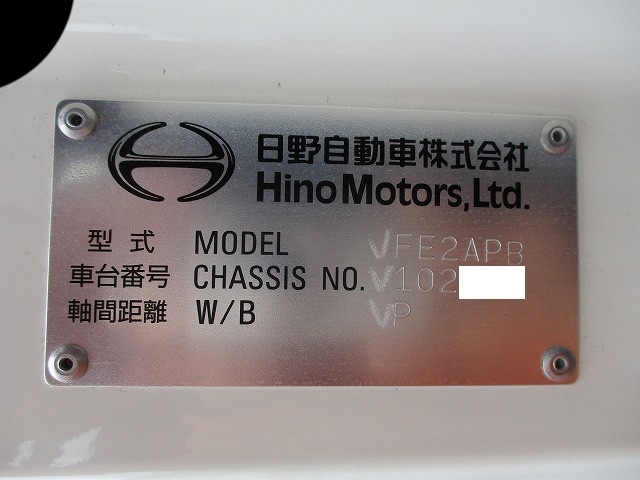 日野自動車株式会社
Hino Motors, Ltd.
型式 MODEL FE2APB
車台番号 CHASSIS NO. V102
軸間距離 W/B P